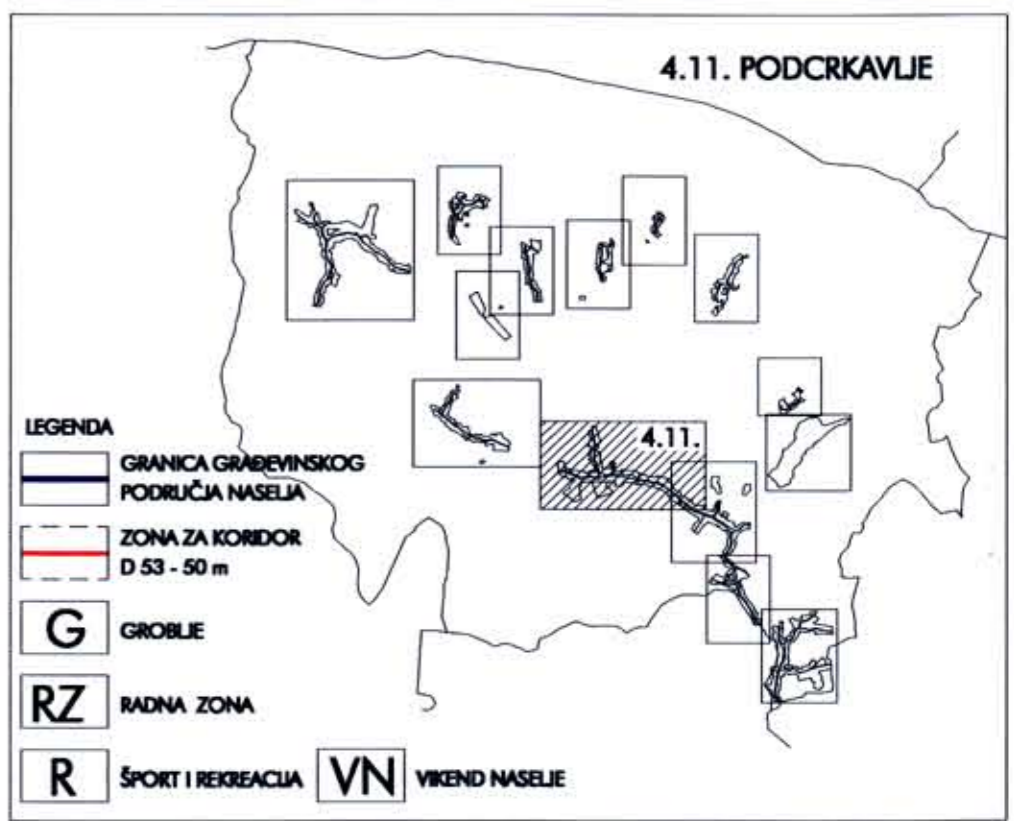 4.11. PODCRKAVLJE
4.11.
LEGENDA
GRANICA GRAĐEVINSKOG
PODRUČJA NASELJA
ZONA ZA KORIDOR
D 53 - 50 m
G GROBLJE
RZ RADNA ZONA
R ŠPORT I REKREACIJA VN VIKEND NASELJE